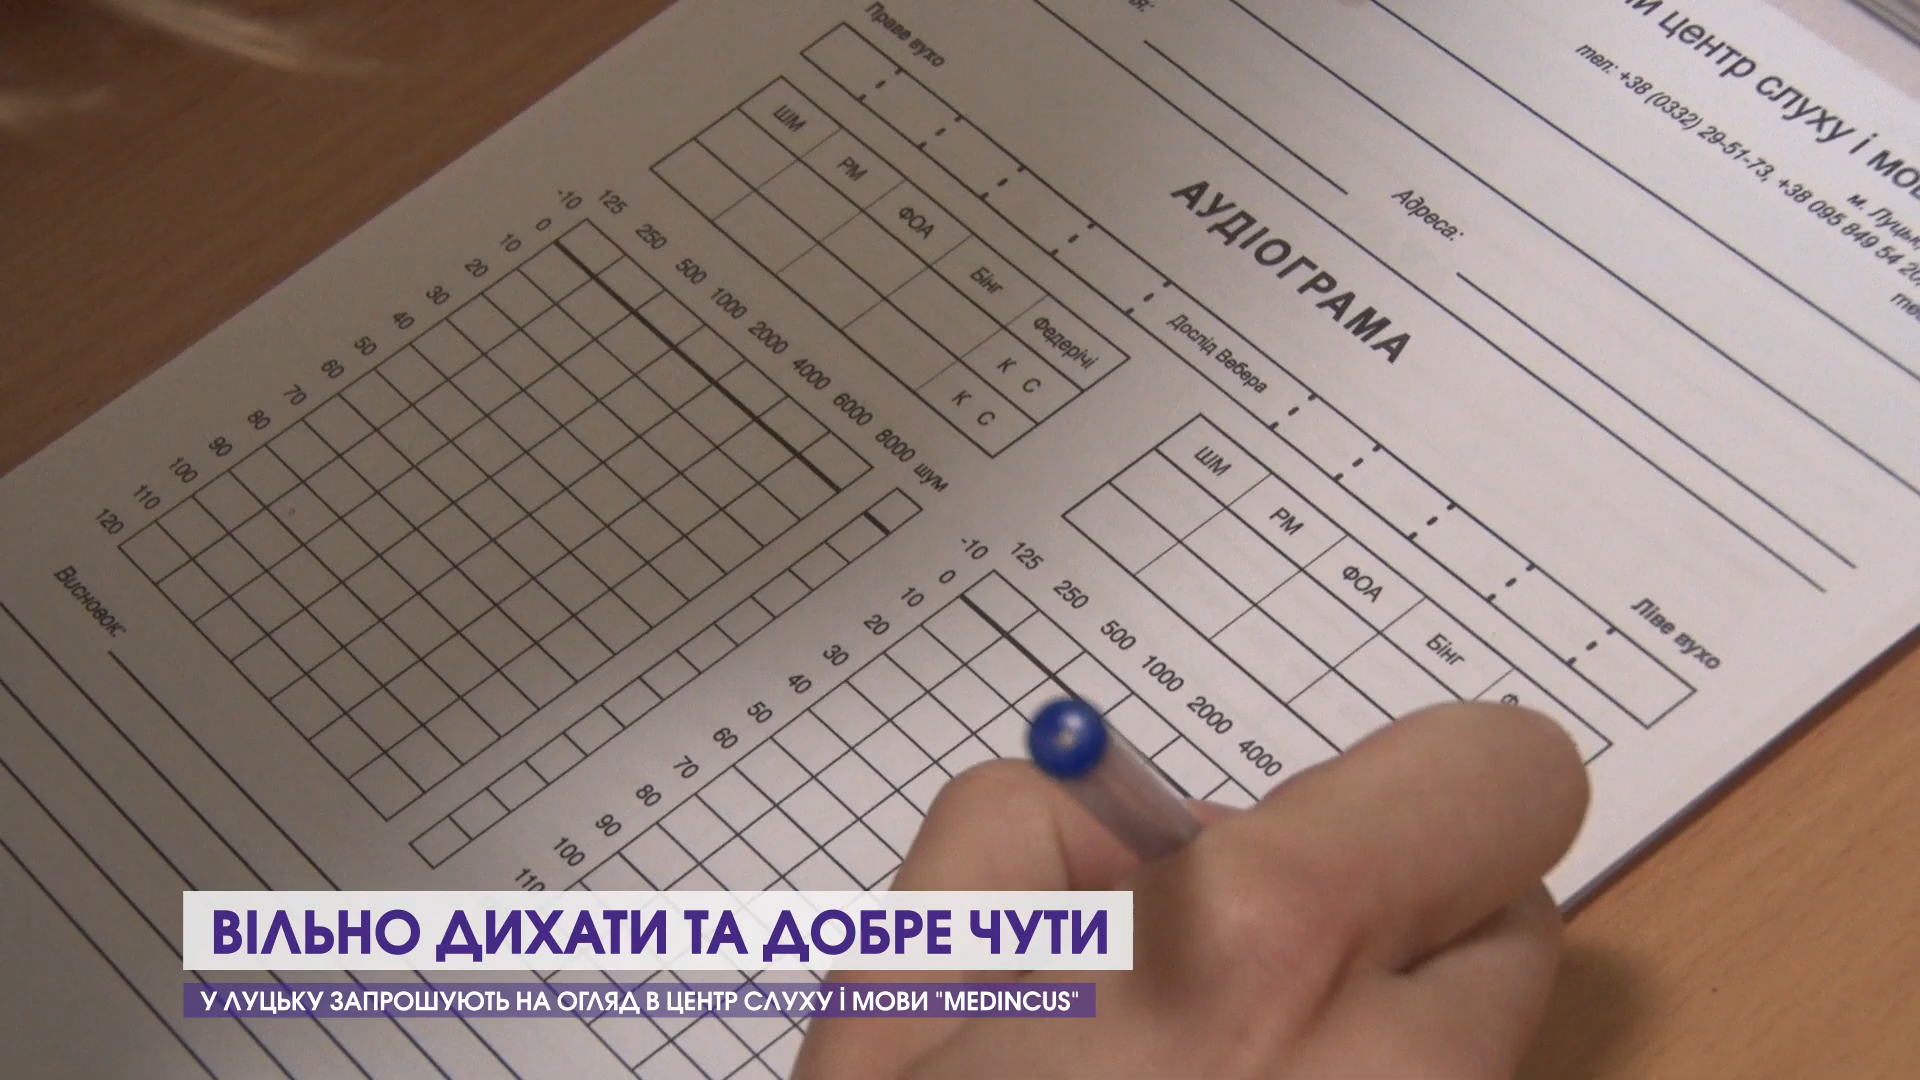 центр слуху і
тел: +38 (0332) 29-51-73, +38 095 849 54
м. Луцьк,
Адреса:
АУДІОГРАМА
Праве вухо
Дослід Вебера
Ліве вухо
ШМ РМ ФОА Бінг Федерічі
К С
К С
125 250 500 1000 2000 4000 6000 8000 шум
-10
0
10
20
30
40
50
60
70
80
90
100
110
120
ШМ РМ ФОА Бінг
125 250 500 1000 2000 4000
-10
0
10
20
30
40
50
60
70
80
90
100
110
Висновок:
ВІЛЬНО ДИХАТИ ТА ДОБРЕ ЧУТИ
У ЛУЦЬКУ ЗАПРОШУЮТЬ НА ОГЛЯД В ЦЕНТР СЛУХУ І МОВИ "MEDINCUS"